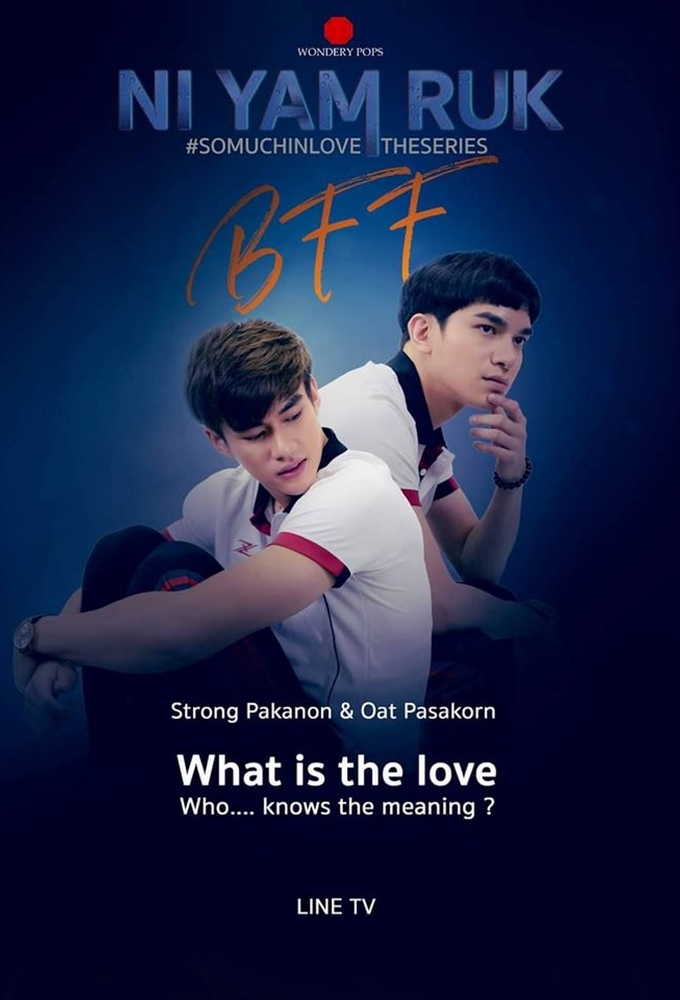 WONDERY POPS
NI YAM RUK
#SOMUCHINLOVE THESERIES
BFF
Strong Pakanon & Oat Pasakorn
What is the love
Who.... knows the meaning ?
LINE TV